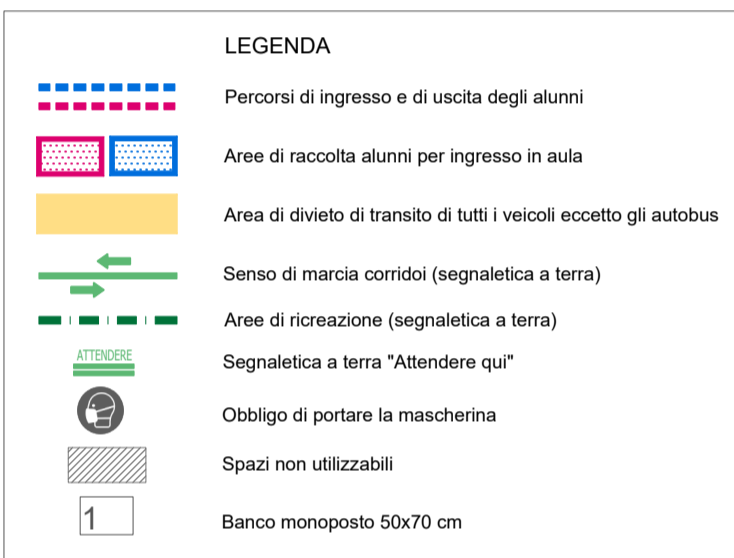 LEGENDA
Percorsi di ingresso e di uscita degli alunni
Aree di raccolta alunni per ingresso in aula
Area di divieto di transito di tutti i veicoli eccetto gli autobus
Senso di marcia corridoi (segnaletica a terra)
Aree di ricreazione (segnaletica a terra)
ATTENDERE
Segnaletica a terra "Attendere qui"
Obbligo di portare la mascherina
Spazi non utilizzabili
1
Banco monoposto 50x70 cm